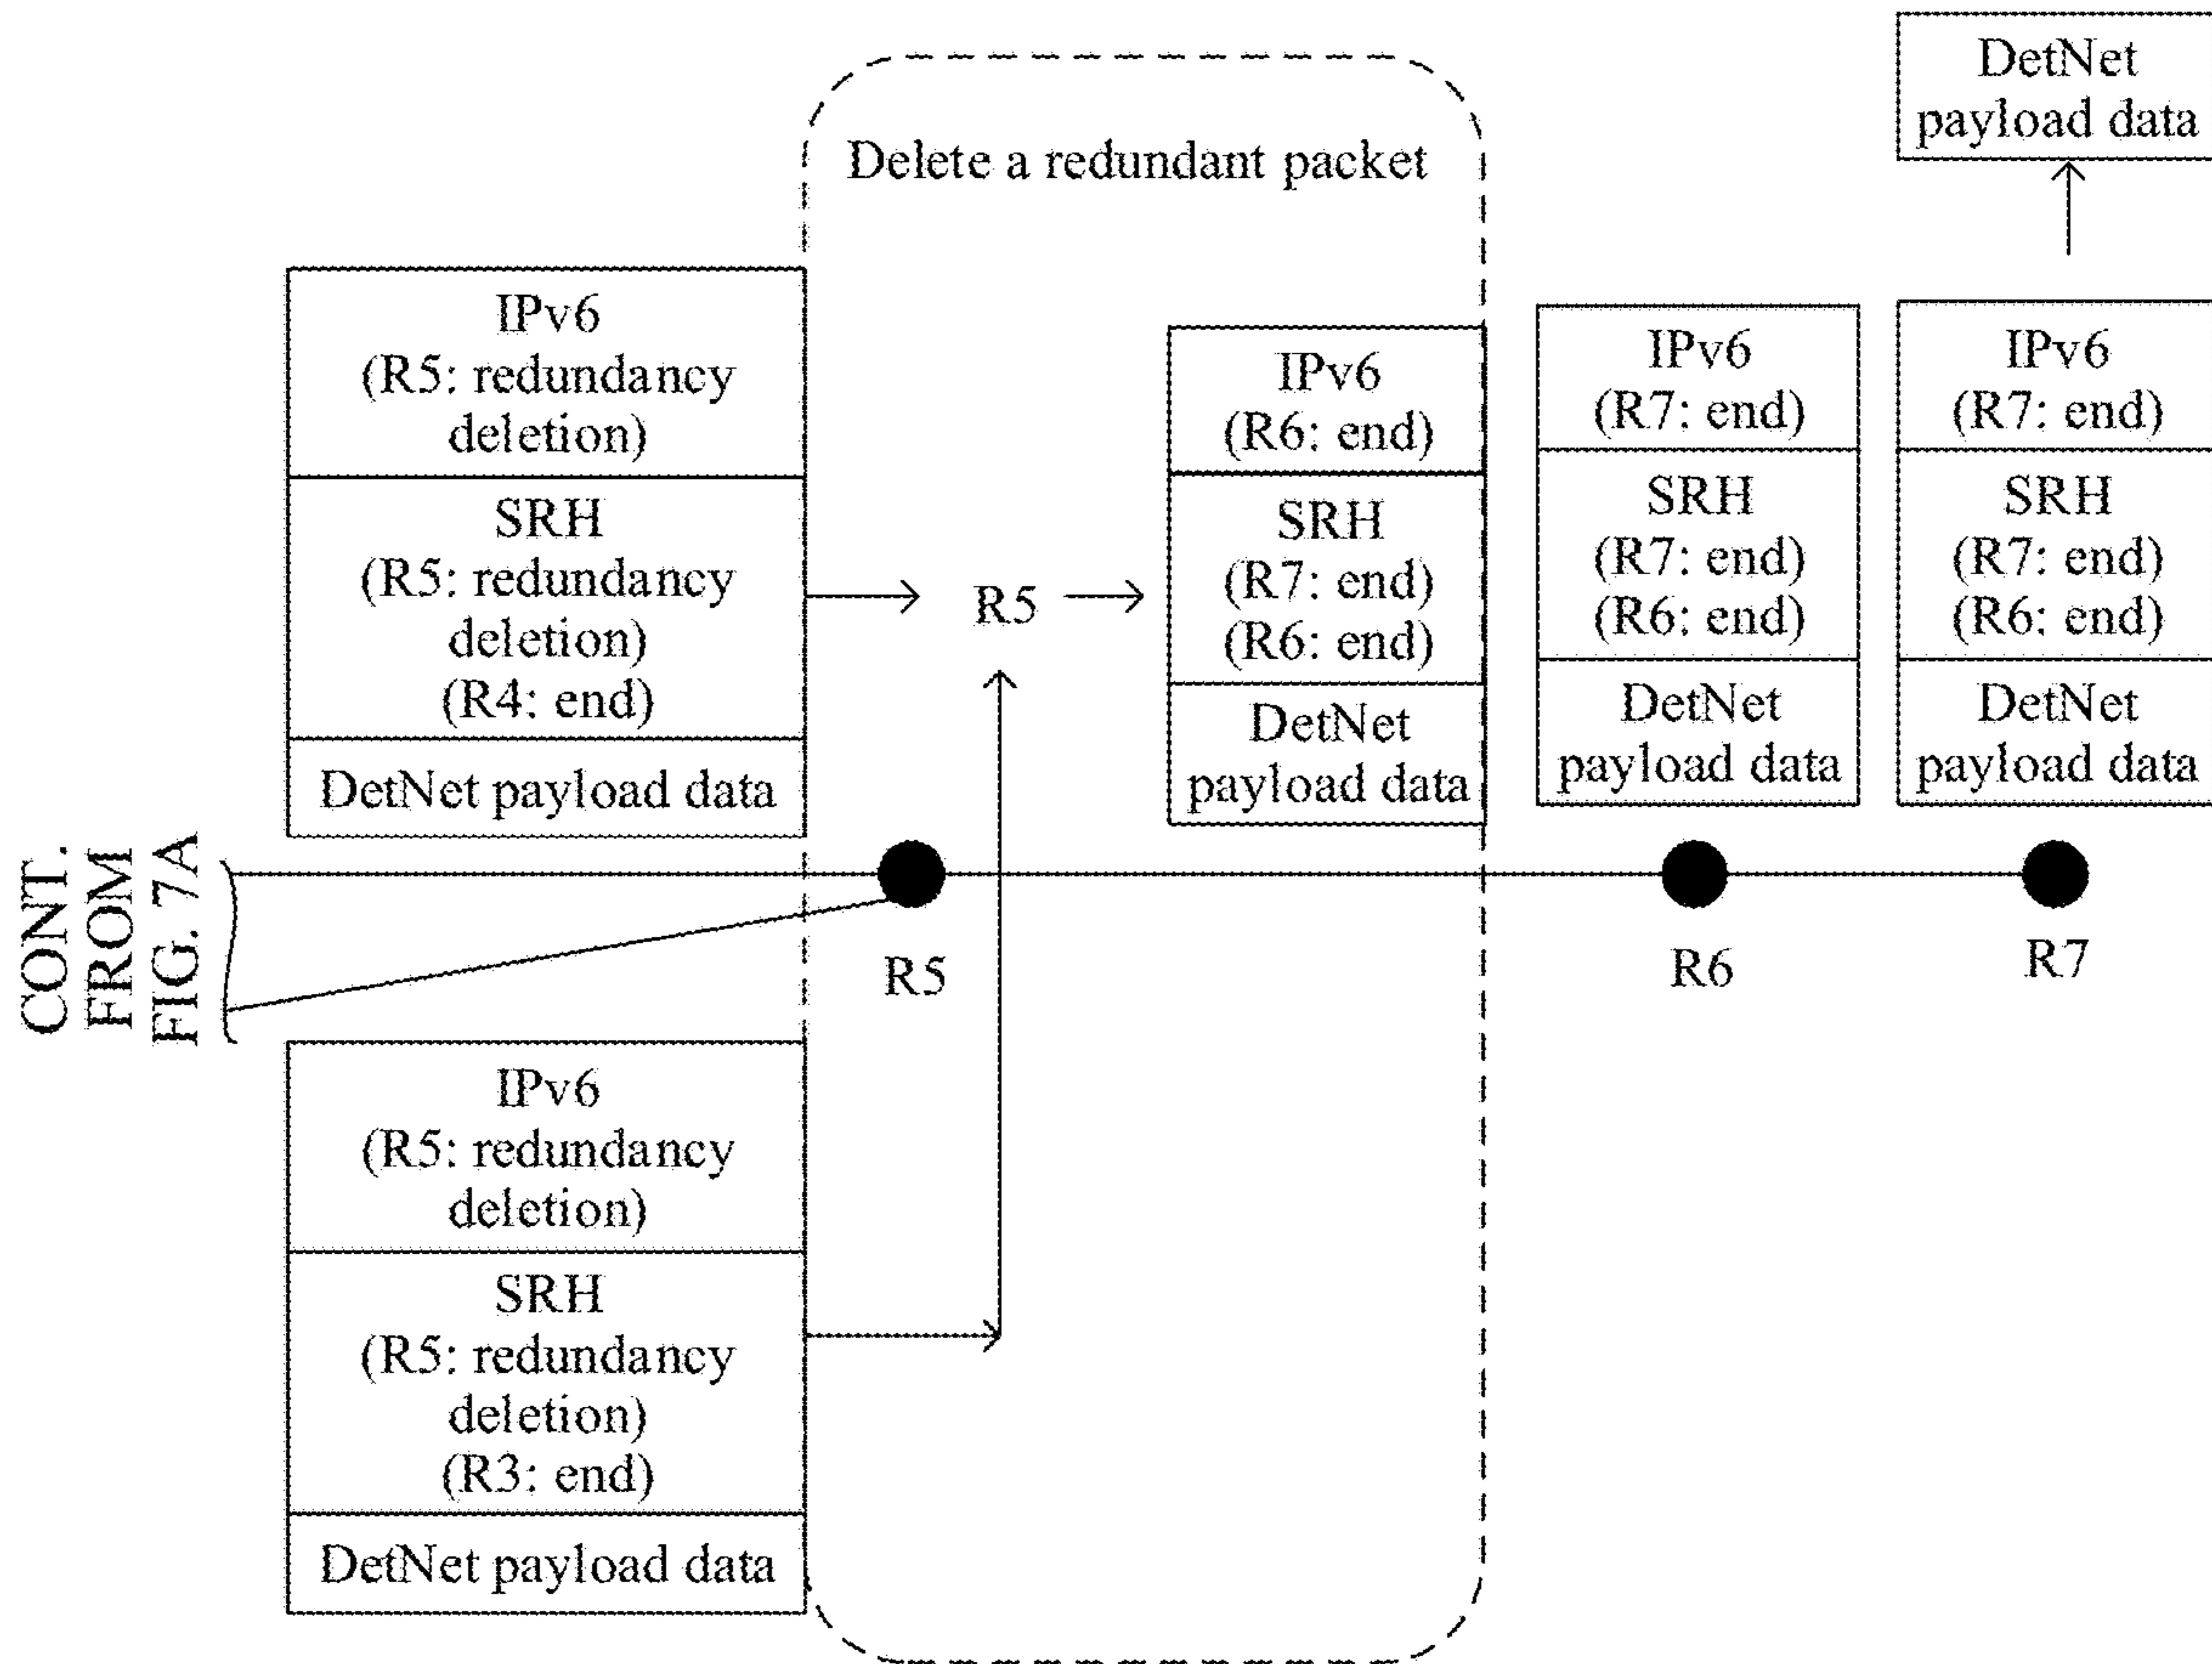 DetNet
payload data
Delete a redundant packet
IPv6
(R5: redundancy
deletion)
SRH
(R5: redundancy
deletion)
(R4: end)
DetNet payload data
R5
IPv6
(R6: end)
SRH
(R7: end)
(R6: end)
DetNet
payload data
IPv6
(R7: end)
SRH
(R7: end)
(R6: end)
DetNet
payload data
IPv6
(R7: end)
SRH
(R7: end)
(R6: end)
DetNet
payload data
CONT.
FROM
FIG. 7A
R5
R6
R7
IPv6
(R5: redundancy
deletion)
SRH
(R5: redundancy
deletion)
(R3: end)
DetNet payload data